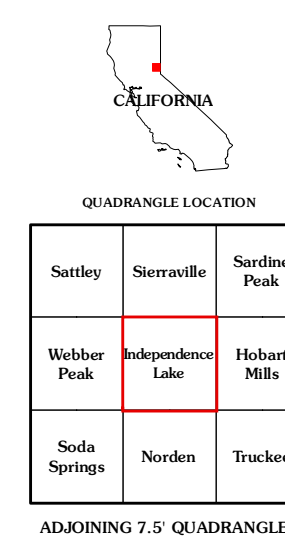 CALIFORNIA
QUADRANGLE LOCATION
Sattley
Sierraville
Sardine
Peak
Webber
Peak
Independence
Lake
Hobart
Mills
Soda
Springs
Norden
Truckee
ADJOINING 7.5' QUADRANGLE